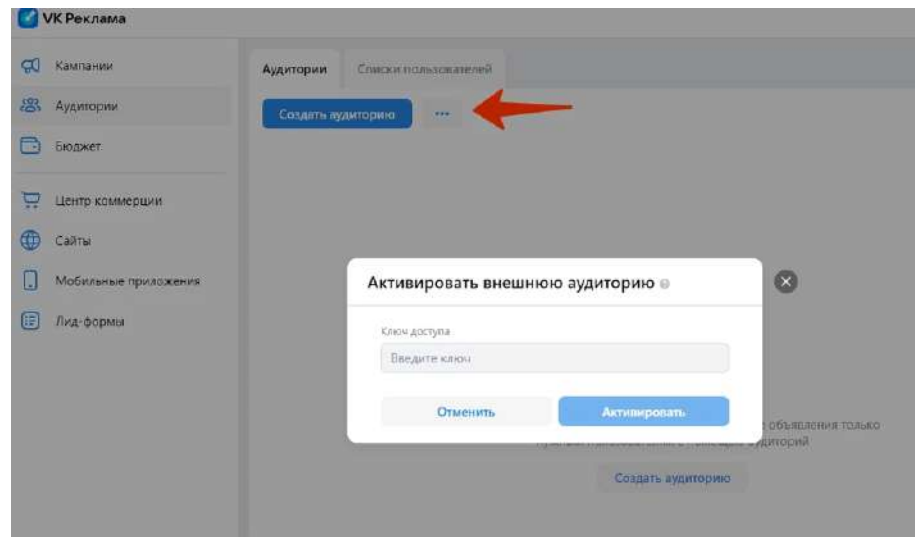 VK Реклама
Кампании
Аудитории
Бюджет
Центр коммерции
Сайты
Мобильные приложения
Лид-формы
Аудитории
Списки пользователей
Создать аудиторию
...
Активировать внешнюю аудиторию
Ключ доступа
Введите ключ
Отменить
Активировать
объявления только
аудиторий
Создать аудиторию